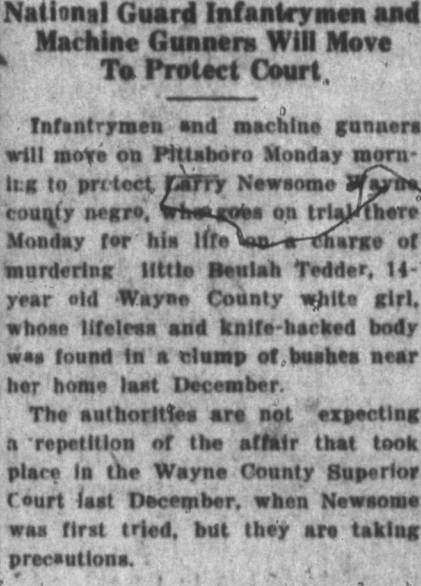 National Guard Infantrymen and
Machine Gunners Will Move
To Protect Court
Infantrymen and machine gunners
will move on Pittsboro Monday morn-
ing to protect Larry Newsome Wayne
county negro, who goes on trial there
Monday for his life on a charge of
murdering little Beulah Tedder, 14-
year old Wayne County white girl,
whose lifeless and knife-hacked body
was found in a clump of bushes near
her home last December.
The authorities are not expecting
a repetition of the affair that took
place in the Wayne County Superior
Court last December, when Newsome
was first tried, but they are taking
precautions.